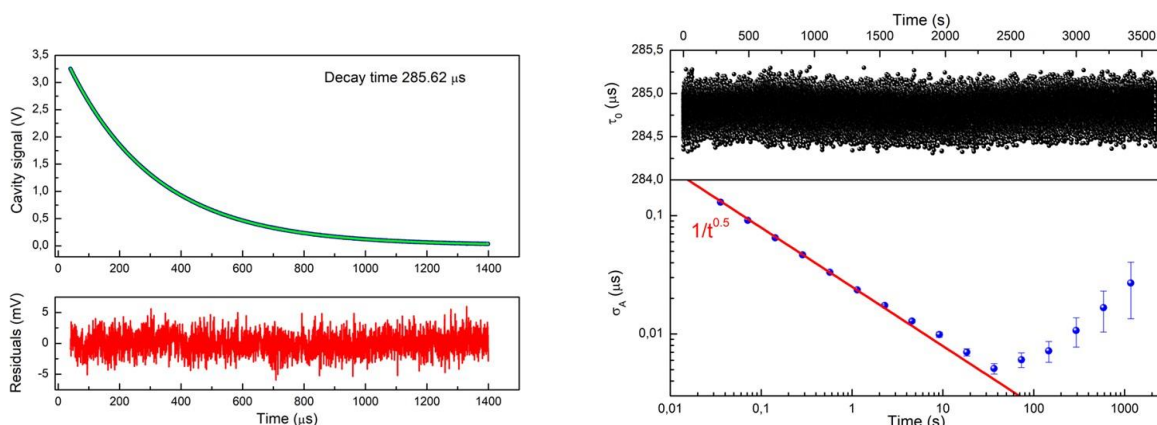 3,5
3,0
2,5
2,0
1,5
1,0
0,5
0,0
Cavity signal (V)
Decay time 285.62 μs
0 200 400 600 800 1000 1200 1400
5
0
-5
Residuals (mV)
0 200 400 600 800 1000 1200 1400
Time (μs)
Time (s)
0 500 1000 1500 2000 2500 3000 3500
285,5
285,0
284,5
284,0
τ0 (μs)
0,1
0,01
σA (μs)
1/t^0.5
0,01 0,1 1 10 100 1000
Time (s)